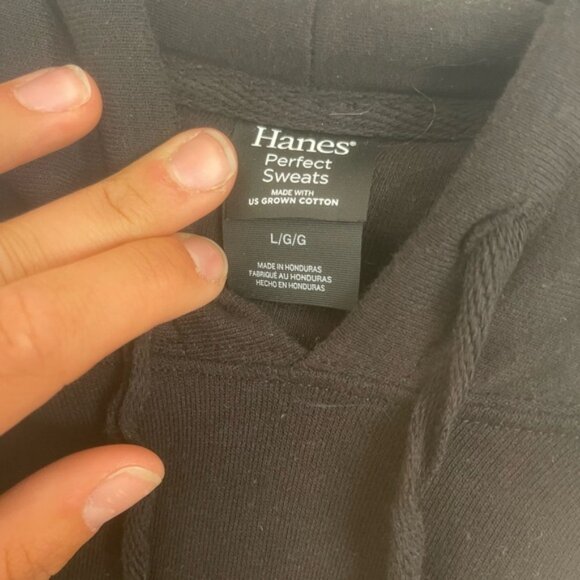 Hanes®
Perfect
Sweats
MADE WITH
US GROWN COTTON
L/G/G
MADE IN HONDURAS
FABRIQUÉ AU HONDURAS
HECHO EN HONDURAS